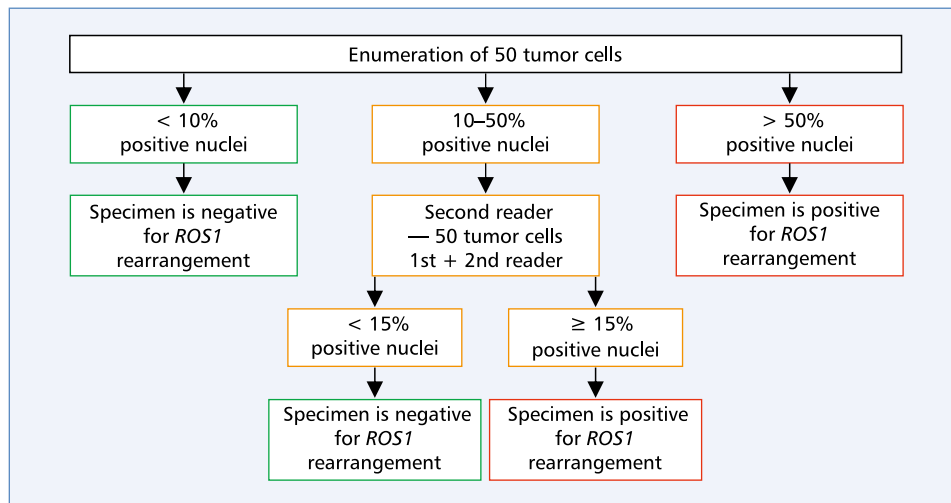 Enumeration of 50 tumor cells
< 10%
positive nuclei
10–50%
positive nuclei
> 50%
positive nuclei
Specimen is negative
for ROS1
rearrangement
Second reader
— 50 tumor cells
1st + 2nd reader
Specimen is positive
for ROS1
rearrangement
< 15%
positive nuclei
≥ 15%
positive nuclei
Specimen is negative
for ROS1
rearrangement
Specimen is positive
for ROS1
rearrangement